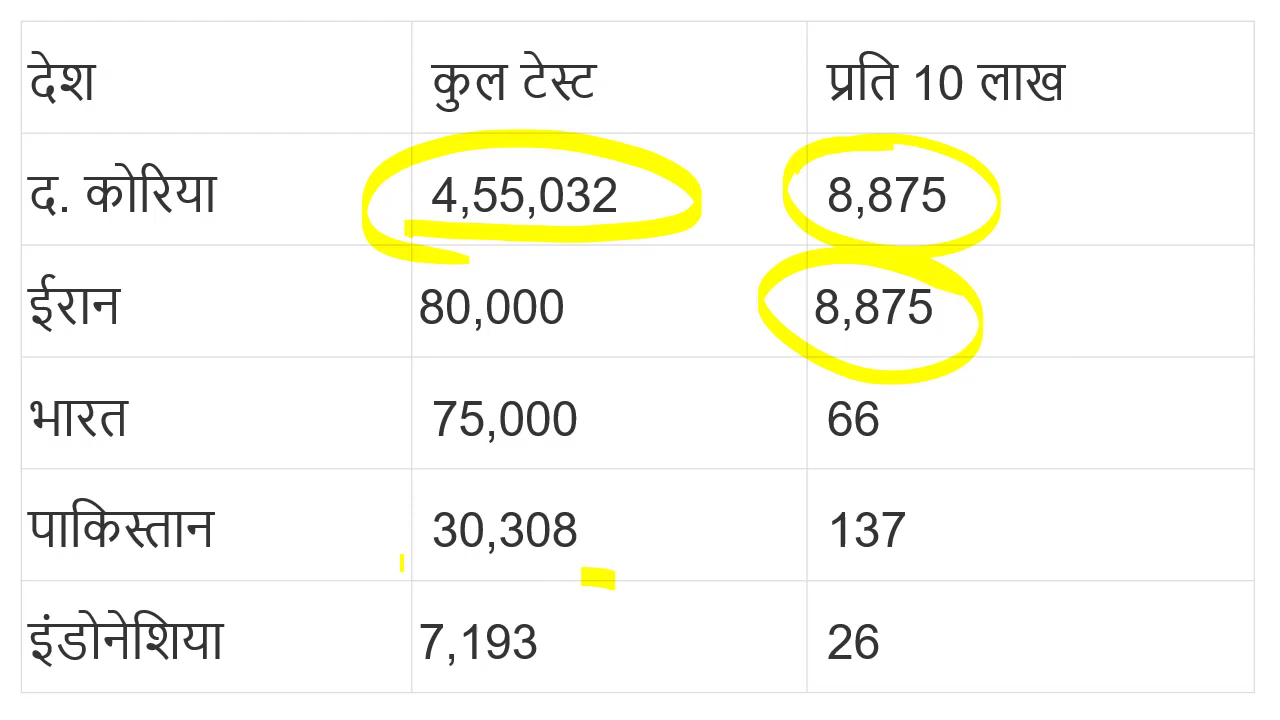 देश कुल टेस्ट प्रति 10 लाख
द. कोरिया 4,55,032 8,875
ईरान 80,000 8,875
भारत 75,000 66
पाकिस्तान 30,308 137
इंडोनेशिया 7,193 26